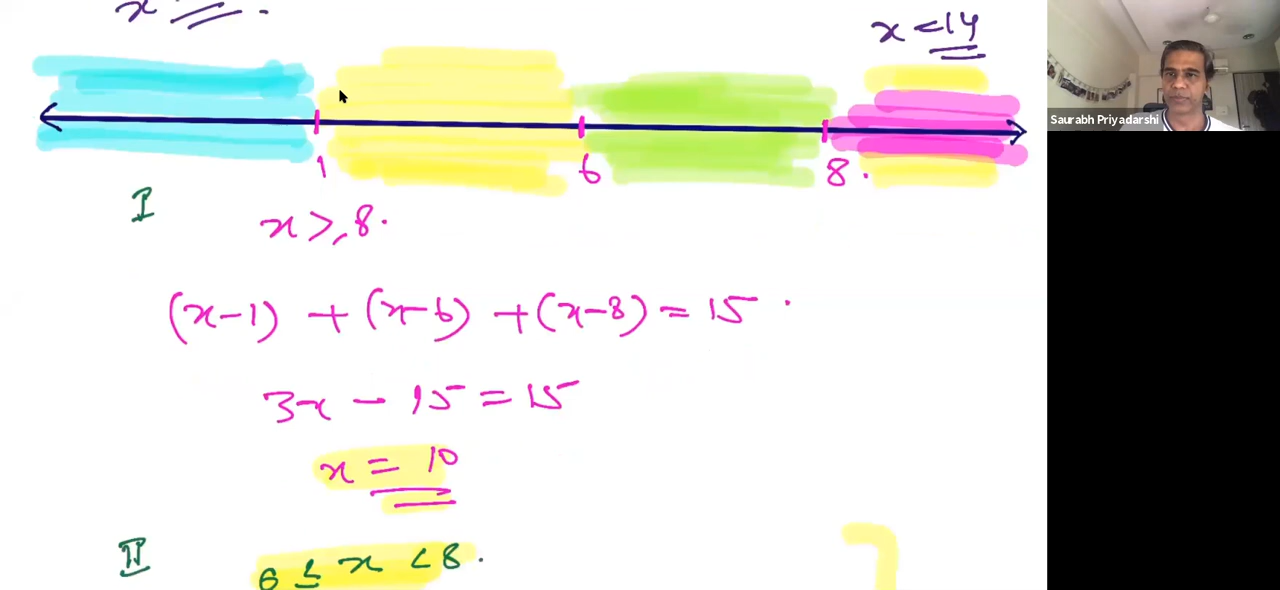 x
x < 14
1 6 8.
I
x ≥ 8.
(x-1) + (x-6) + (x-8) = 15.
3x - 15 = 15
x = 10
II 6 ≤ x < 8.
Saurabh Priyadarshi